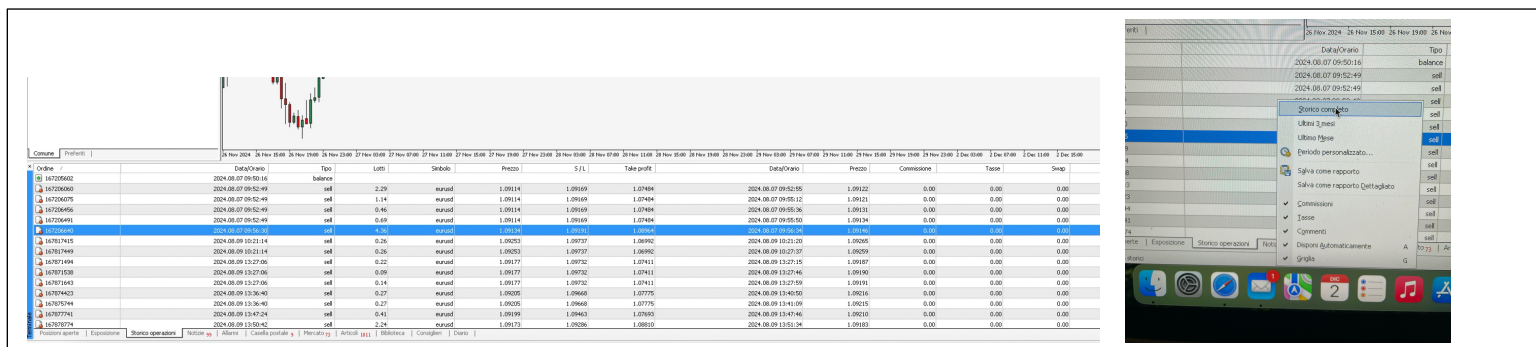 26 Nov 2024 26 Nov 15:00 26 Nov 19:00 26 Nov 23:00 27 Nov 03:00 27 Nov 07:00 27 Nov 11:00 27 Nov 15:00 27 Nov 19:00 27 Nov 23:00 28 Nov 03:00 28 Nov 07:00 28 Nov 11:00 28 Nov 15:00 28 Nov 19:00 28 Nov 23:00 29 Nov 03:00 29 Nov 07:00 29 Nov 11:00 29 Nov 15:00 29 Nov 19:00 29 Nov 23:00 2 Dec 03:00 2 Dec 07:00 2 Dec 11:00 2 Dec 15:00
Comune | Preferiti |
Ordine Data/Orario Tipo Lotti Simbolo Prezzo S / L Take profit Data/Orario Prezzo Commissione Tasse Swap
167205602 2024.08.07 09:50:16 balance
167206060 2024.08.07 09:52:49 sell 2.29 eurusd 1.09114 1.09169 1.07484 2024.08.07 09:52:55 1.09122 0.00 0.00 0.00
167206075 2024.08.07 09:52:49 sell 1.14 eurusd 1.09114 1.09169 1.07484 2024.08.07 09:55:12 1.09121 0.00 0.00 0.00
167206456 2024.08.07 09:52:49 sell 0.46 eurusd 1.09114 1.09169 1.07484 2024.08.07 09:55:36 1.09131 0.00 0.00 0.00
167206491 2024.08.07 09:52:49 sell 0.69 eurusd 1.09114 1.09169 1.07484 2024.08.07 09:55:50 1.09134 0.00 0.00 0.00
167206640 2024.08.07 09:56:30 sell 4.36 eurusd 1.09134 1.09191 1.08964 2024.08.07 09:56:34 1.09146 0.00 0.00 0.00
167817415 2024.08.09 10:21:14 sell 0.26 eurusd 1.09253 1.09737 1.06992 2024.08.09 10:21:20 1.09265 0.00 0.00 0.00
167817449 2024.08.09 10:21:14 sell 0.26 eurusd 1.09253 1.09737 1.06992 2024.08.09 10:27:37 1.09259 0.00 0.00 0.00
167871494 2024.08.09 13:27:06 sell 0.22 eurusd 1.09177 1.09732 1.07411 2024.08.09 13:27:15 1.09187 0.00 0.00 0.00
167871538 2024.08.09 13:27:06 sell 0.09 eurusd 1.09177 1.09732 1.07411 2024.08.09 13:27:46 1.09190 0.00 0.00 0.00
167871643 2024.08.09 13:27:06 sell 0.14 eurusd 1.09177 1.09732 1.07411 2024.08.09 13:27:59 1.09191 0.00 0.00 0.00
167874423 2024.08.09 13:36:40 sell 0.27 eurusd 1.09205 1.09668 1.07775 2024.08.09 13:40:50 1.09216 0.00 0.00 0.00
167875744 2024.08.09 13:36:40 sell 0.27 eurusd 1.09205 1.09668 1.07775 2024.08.09 13:41:09 1.09215 0.00 0.00 0.00
167877741 2024.08.09 13:47:24 sell 0.41 eurusd 1.09199 1.09463 1.07693 2024.08.09 13:47:46 1.09210 0.00 0.00 0.00
167878774 2024.08.09 13:50:42 sell 2.24 eurusd 1.09173 1.09286 1.08810 2024.08.09 13:51:34 1.09183 0.00 0.00 0.00
Posizioni aperte | Esposizione | Storico operazioni | Notizie 99 | Allarmi | Casella postale 9 | Mercato 73 | Articoli 1811 | Biblioteca | Consiglieri | Diario |
26 Nov 2024 26 Nov 15:00 26 Nov 19:00 26 Nov
Data/Orario Tipo
2024.08.07 09:50:16 balance
2024.08.07 09:52:49 sell
2024.08.07 09:52:49 sell
sell
sell
sell
sell
sell
sell
sell
sell
sell
sell
sell
Storico completo
Ultimi 3 mesi
Ultimo Mese
Periodo personalizzato...
Salva come rapporto
Salva come rapporto Dettagliato
Commissioni
Tasse
Commenti
Disponi Automaticamente A
Griglia G
Esposizione | Storico operazioni
DIC
2
1